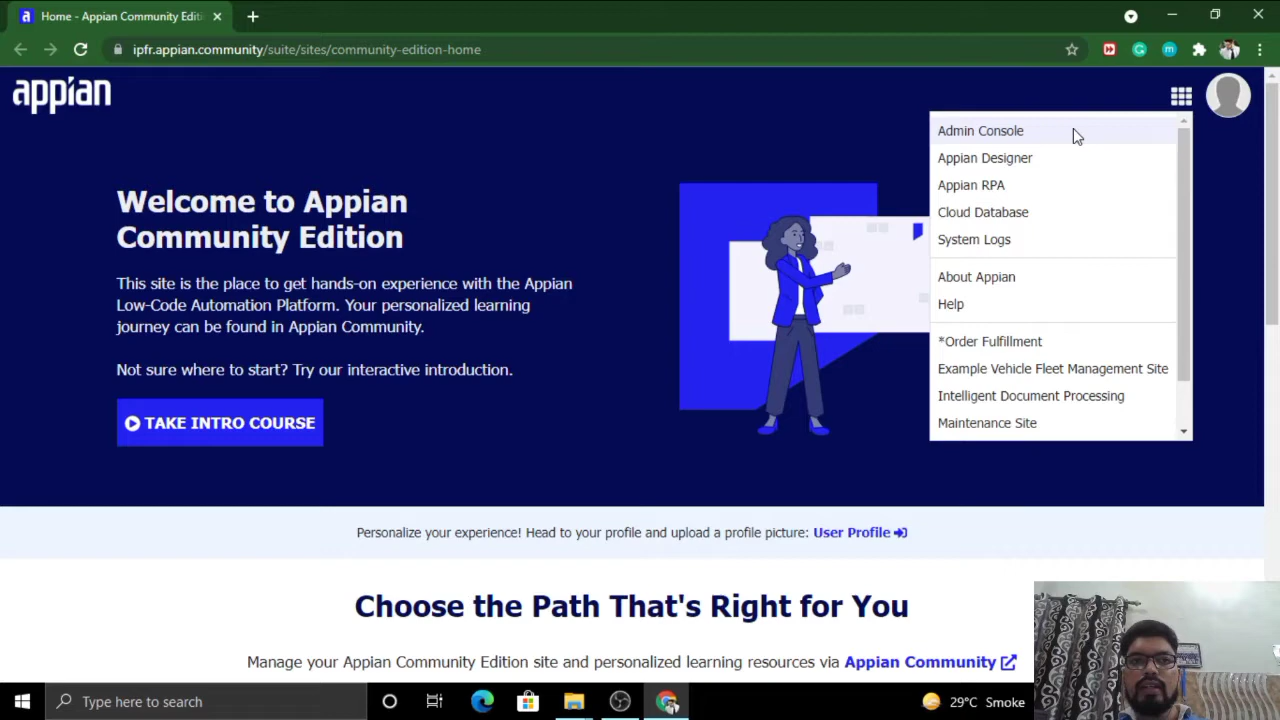 Home - Appian Community Editi
ipfr.appian.community/suite/sites/community-edition-home
appian
Admin Console
Appian Designer
Appian RPA
Cloud Database
System Logs
About Appian
Help
*Order Fulfillment
Example Vehicle Fleet Management Site
Intelligent Document Processing
Maintenance Site
Welcome to Appian
Community Edition
This site is the place to get hands-on experience with the Appian
Low-Code Automation Platform. Your personalized learning
journey can be found in Appian Community.
Not sure where to start? Try our interactive introduction.
TAKE INTRO COURSE
Personalize your experience! Head to your profile and upload a profile picture: User Profile
Choose the Path That's Right for You
Manage your Appian Community Edition site and personalized learning resources via Appian Community
Type here to search
29°C Smoke